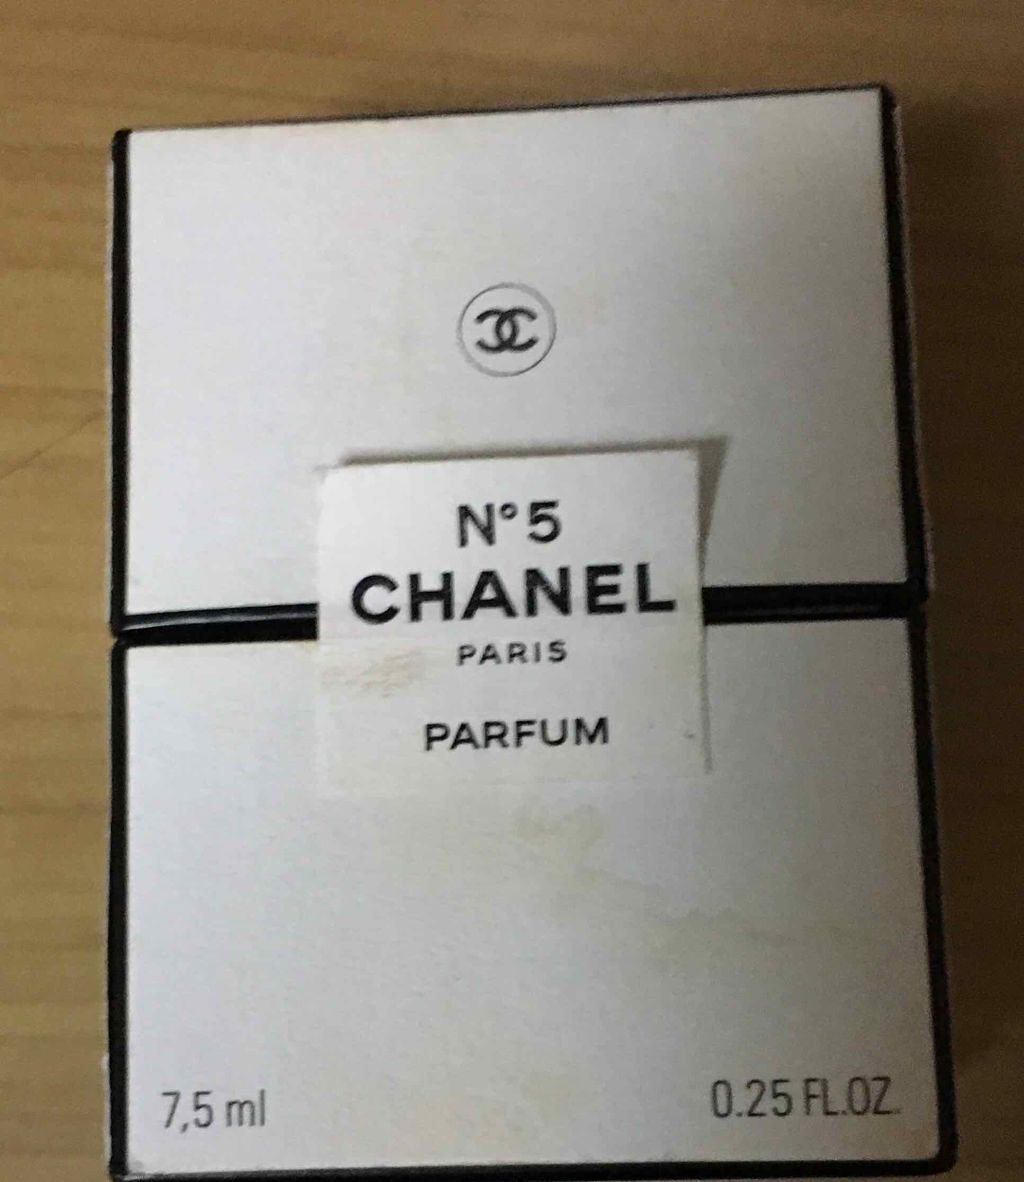 N°5
CHANEL
PARIS
PARFUM
7,5 ml 0.25 FL.OZ.